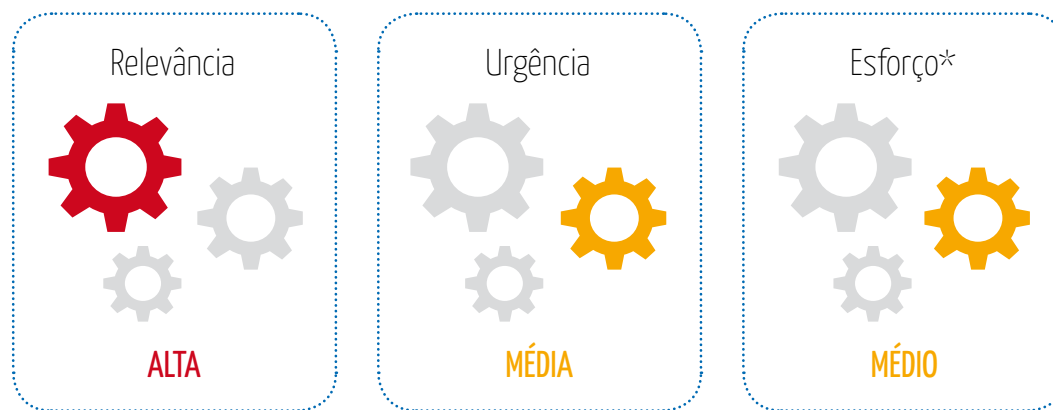 Relevância
Urgência
Esforço*
ALTA
MÉDIA
MÉDIO